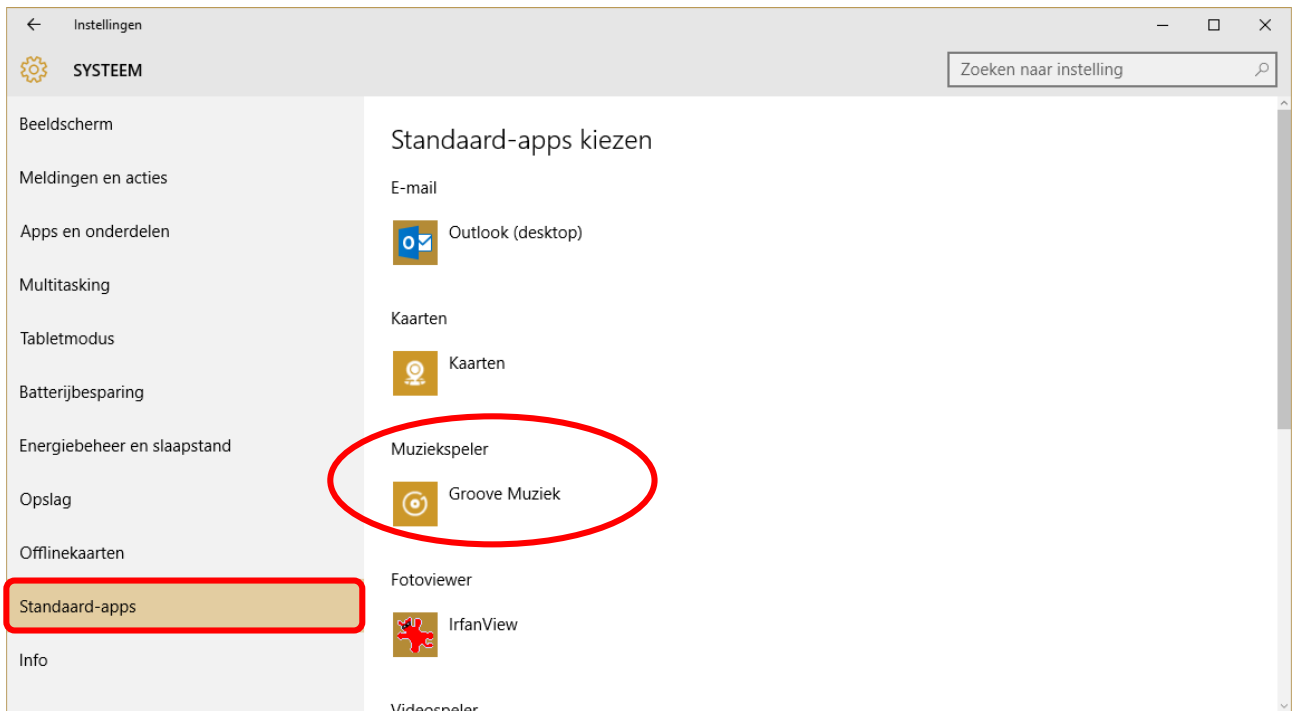 Instellingen
SYSTEEM
Zoeken naar instelling
Beeldscherm
Meldingen en acties
Apps en onderdelen
Multitasking
Tabletmodus
Batterijbesparing
Energiebeheer en slaapstand
Opslag
Offlinekaarten
Standaard-apps
Info
Standaard-apps kiezen
E-mail
Outlook (desktop)
Kaarten
Kaarten
Muziekspeler
Groove Muziek
Fotoviewer
IrfanView
Videospeler